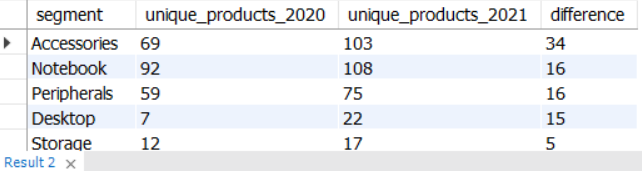 segment unique_products_2020 unique_products_2021 difference
Accessories 69 103 34
Notebook 92 108 16
Peripherals 59 75 16
Desktop 7 22 15
Storage 12 17 5
Result 2 ×